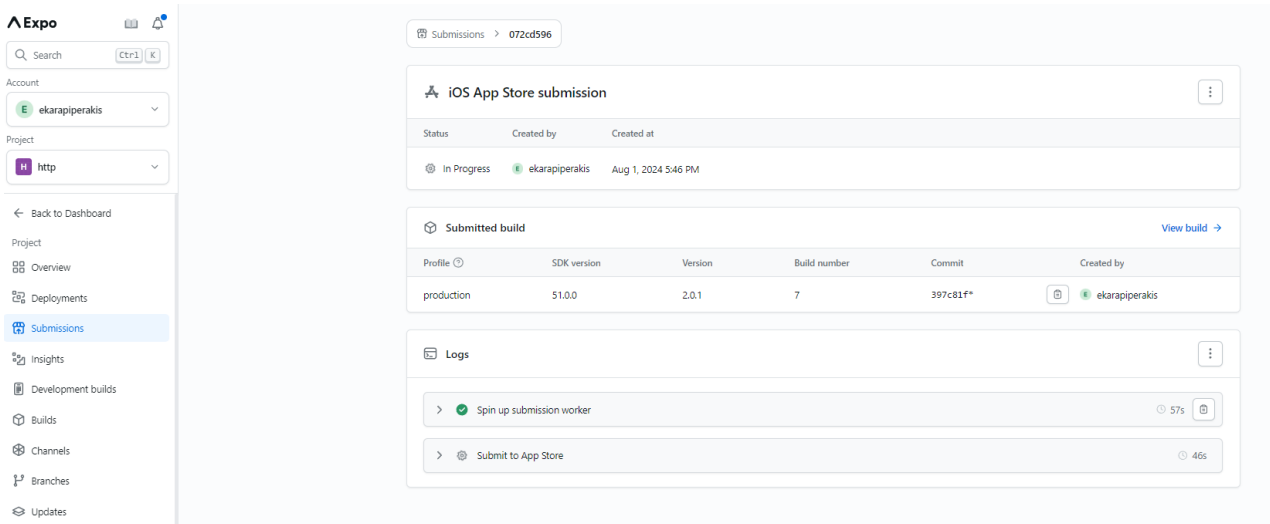 Expo
Search Ctrl K
Account
E ekarapiperakis
Project
H http
Back to Dashboard
Project
Overview
Deployments
Submissions
Insights
Development builds
Builds
Channels
Branches
Updates
Submissions > 072cd596
iOS App Store submission
Status Created by Created at
In Progress E ekarapiperakis Aug 1, 2024 5:46 PM
Submitted build View build →
Profile ? SDK version Version Build number Commit Created by
production 51.0.0 2.0.1 7 397c81f* E ekarapiperakis
Logs
Spin up submission worker 57s
Submit to App Store 46s